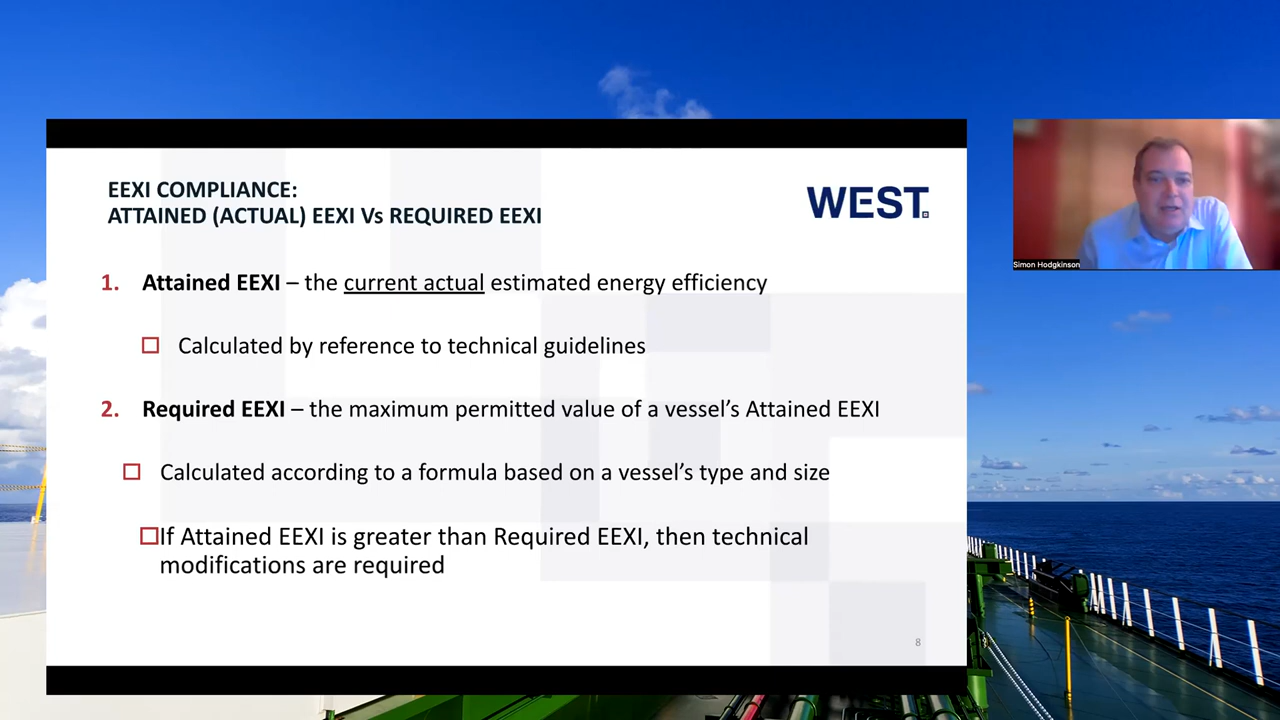 EEXI COMPLIANCE:
ATTAINED (ACTUAL) EEXI Vs REQUIRED EEXI
WEST.
1. Attained EEXI – the current actual estimated energy efficiency
Calculated by reference to technical guidelines
2. Required EEXI – the maximum permitted value of a vessel's Attained EEXI
Calculated according to a formula based on a vessel's type and size
If Attained EEXI is greater than Required EEXI, then technical
modifications are required
8
Simon Hodgkinson